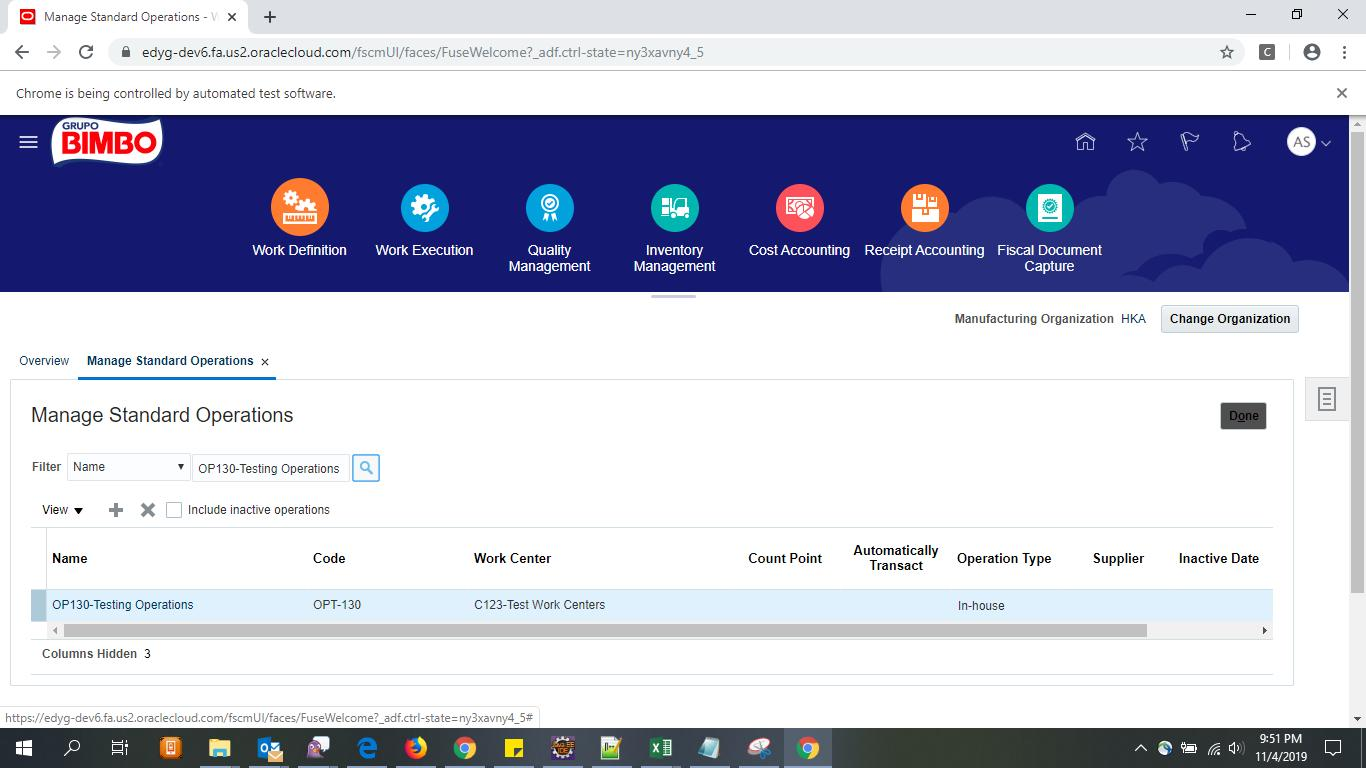 Manage Standard Operations - W
edyg-dev6.fa.us2.oraclecloud.com/fscmUI/faces/FuseWelcome?_adf.ctrl-state=ny3xavny4_5
C
Chrome is being controlled by automated test software.
GRUPO
BIMBO
AS
Work Definition
Work Execution
Quality
Management
Inventory
Management
Cost Accounting
Receipt Accounting
Fiscal Document
Capture
Manufacturing Organization HKA Change Organization
Overview Manage Standard Operations
Manage Standard Operations
Done
Filter Name OP130-Testing Operations
View Include inactive operations
Name Code Work Center Count Point Automatically Transact Operation Type Supplier Inactive Date
OP130-Testing Operations OPT-130 C123-Test Work Centers In-house
Columns Hidden 3
https://edyg-dev6.fa.us2.oraclecloud.com/fscmUI/faces/FuseWelcome?_adf.ctrl-state=ny3xavny4_5#
9:51 PM
11/4/2019